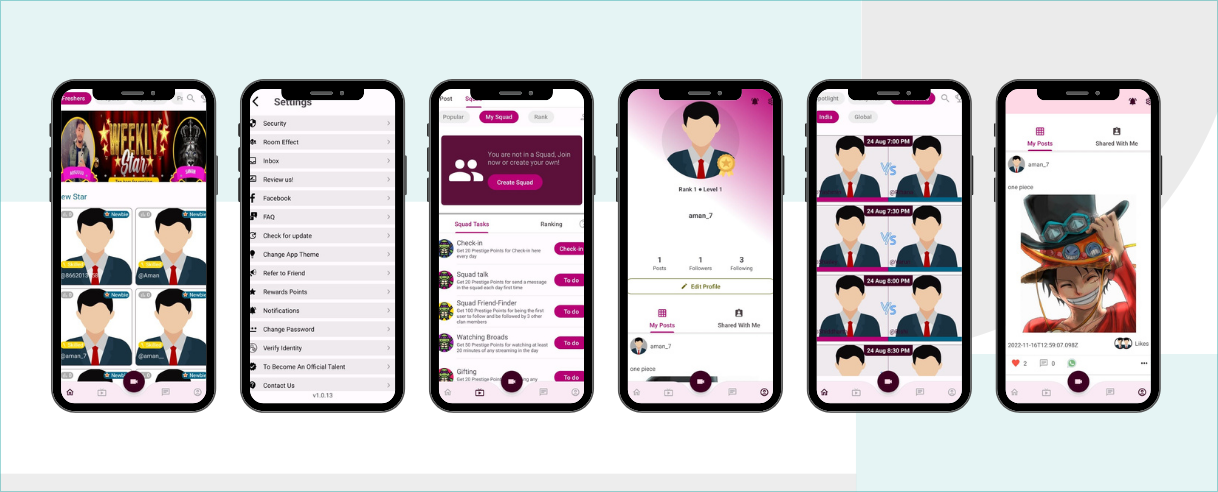 Freshers
WEEKLY
Star
ew Star
Newbie
Newbie
@Aman
Newbie
Newbie
@aman_7
@aman_
Settings
Security
Room Effect
Inbox
Review us!
Facebook
FAQ
Check for update
Change App Theme
Refer to Friend
Rewards Points
Notifications
Change Password
Verify Identity
To Become An Official Talent
Contact Us
v1.0.13
Post
Popular
My Squad
Rank
You are not in a Squad, Join
now or create your own!
Create Squad
Squad Tasks
Ranking
Check-in
Get 20 Prestige Points for Check-in here
every day
Check-in
Squad talk
Get 20 Prestige Points for send a message
in the squad each day first time
To do
Squad Friend-Finder
Get 100 Prestige Points for being the first
user to follow and be followed by 2 other
clan members
To do
Watching Broads
Get 50 Prestige Points for watching at least
20 minutes of any streaming in the day
To do
Gifting
To do
Rank 1 ● Level 1
aman_7
1
Posts
1
Followers
3
Following
Edit Profile
My Posts
Shared With Me
aman_7
one piece
potlight
India
Global
24 Aug 7:00 PM
VS
24 Aug 7:30 PM
VS
24 Aug 8:00 PM
VS
24 Aug 8:30 PM
My Posts
Shared With Me
aman_7
one piece
2022-11-16T12:59:07.098Z
Likes
2
0